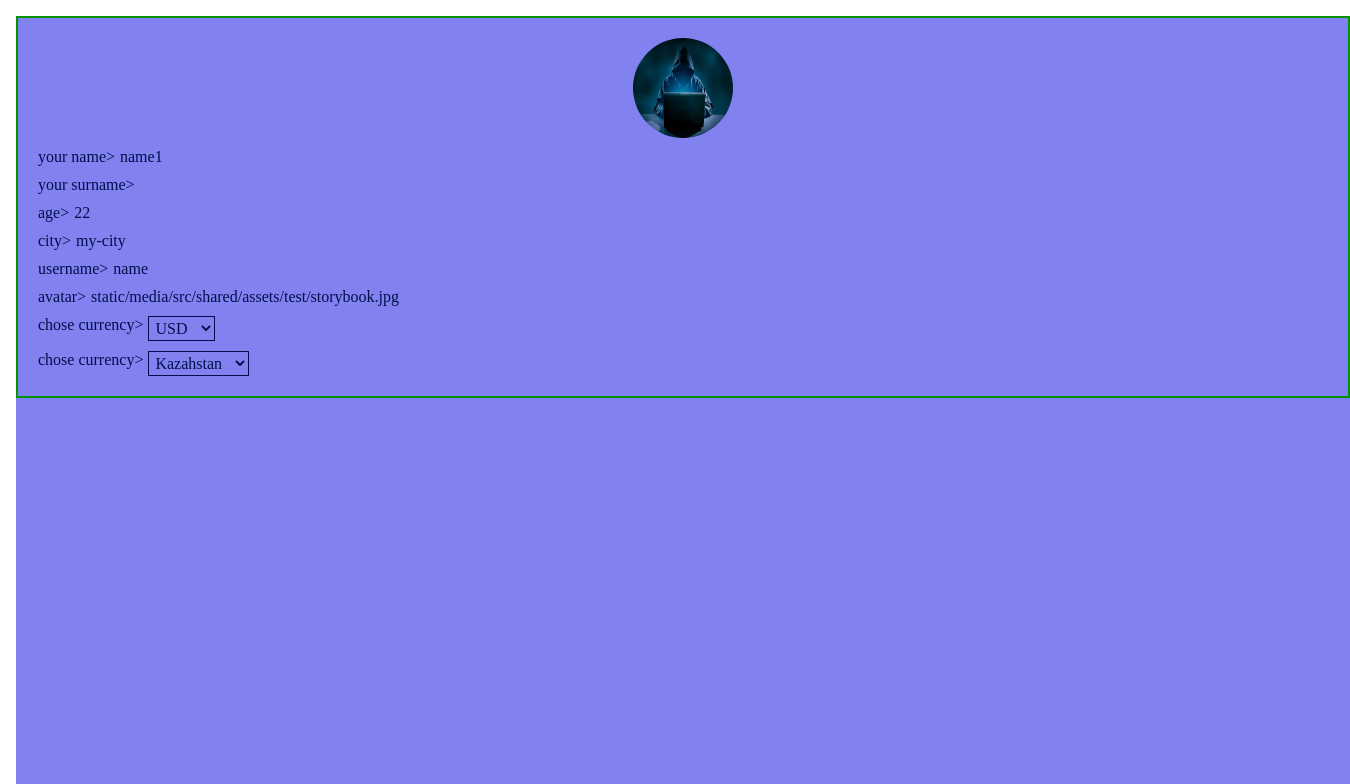 your name> name1
your surname>
age> 22
city> my-city
username> name
avatar> static/media/src/shared/assets/test/storybook.jpg
chose currency> USD
chose currency> Kazahstan